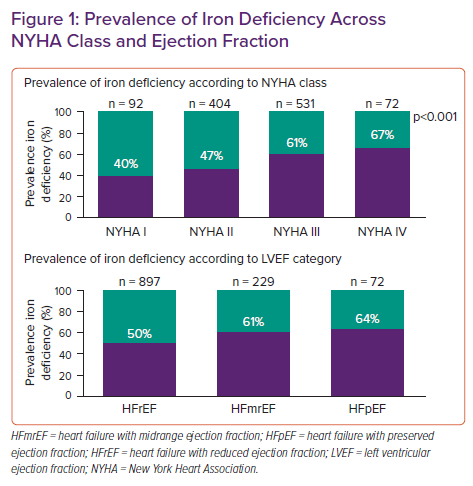 Figure 1: Prevalence of Iron Deficiency Across
NYHA Class and Ejection Fraction
Prevalence of iron deficiency according to NYHA class
n = 92 n = 404 n = 531 n = 72
p<0.001
Prevalence iron
deficiency (%)
100
80
60
40
20
0
40% 47% 61% 67%
NYHA I NYHA II NYHA III NYHA IV
Prevalence of iron deficiency according to LVEF category
n = 897 n = 229 n = 72
Prevalence iron
deficiency (%)
100
80
60
40
20
0
50% 61% 64%
HFrEF HFmrEF HFpEF
HFmrEF = heart failure with midrange ejection fraction; HFpEF = heart failure with preserved
ejection fraction; HFrEF = heart failure with reduced ejection fraction; LVEF = left ventricular
ejection fraction; NYHA = New York Heart Association.